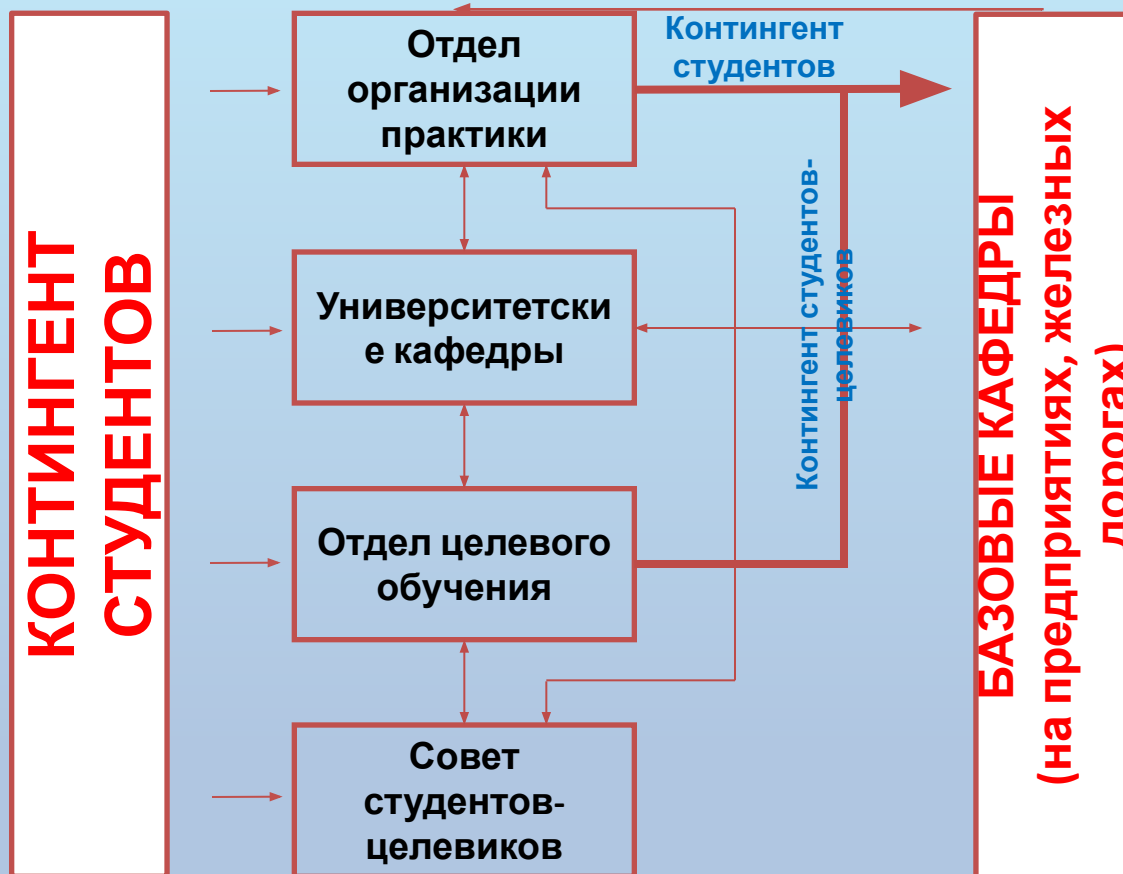 КОНТИНГЕНТ
СТУДЕНТОВ
Отдел
организации
практики
Контингент
студентов
Университетски
е кафедры
Контингент студентов-
целевиков
Отдел целевого
обучения
Совет
студентов-
целевиков
БАЗОВЫЕ КАФЕДРЫ
(на предприятиях, железных
дорогах)